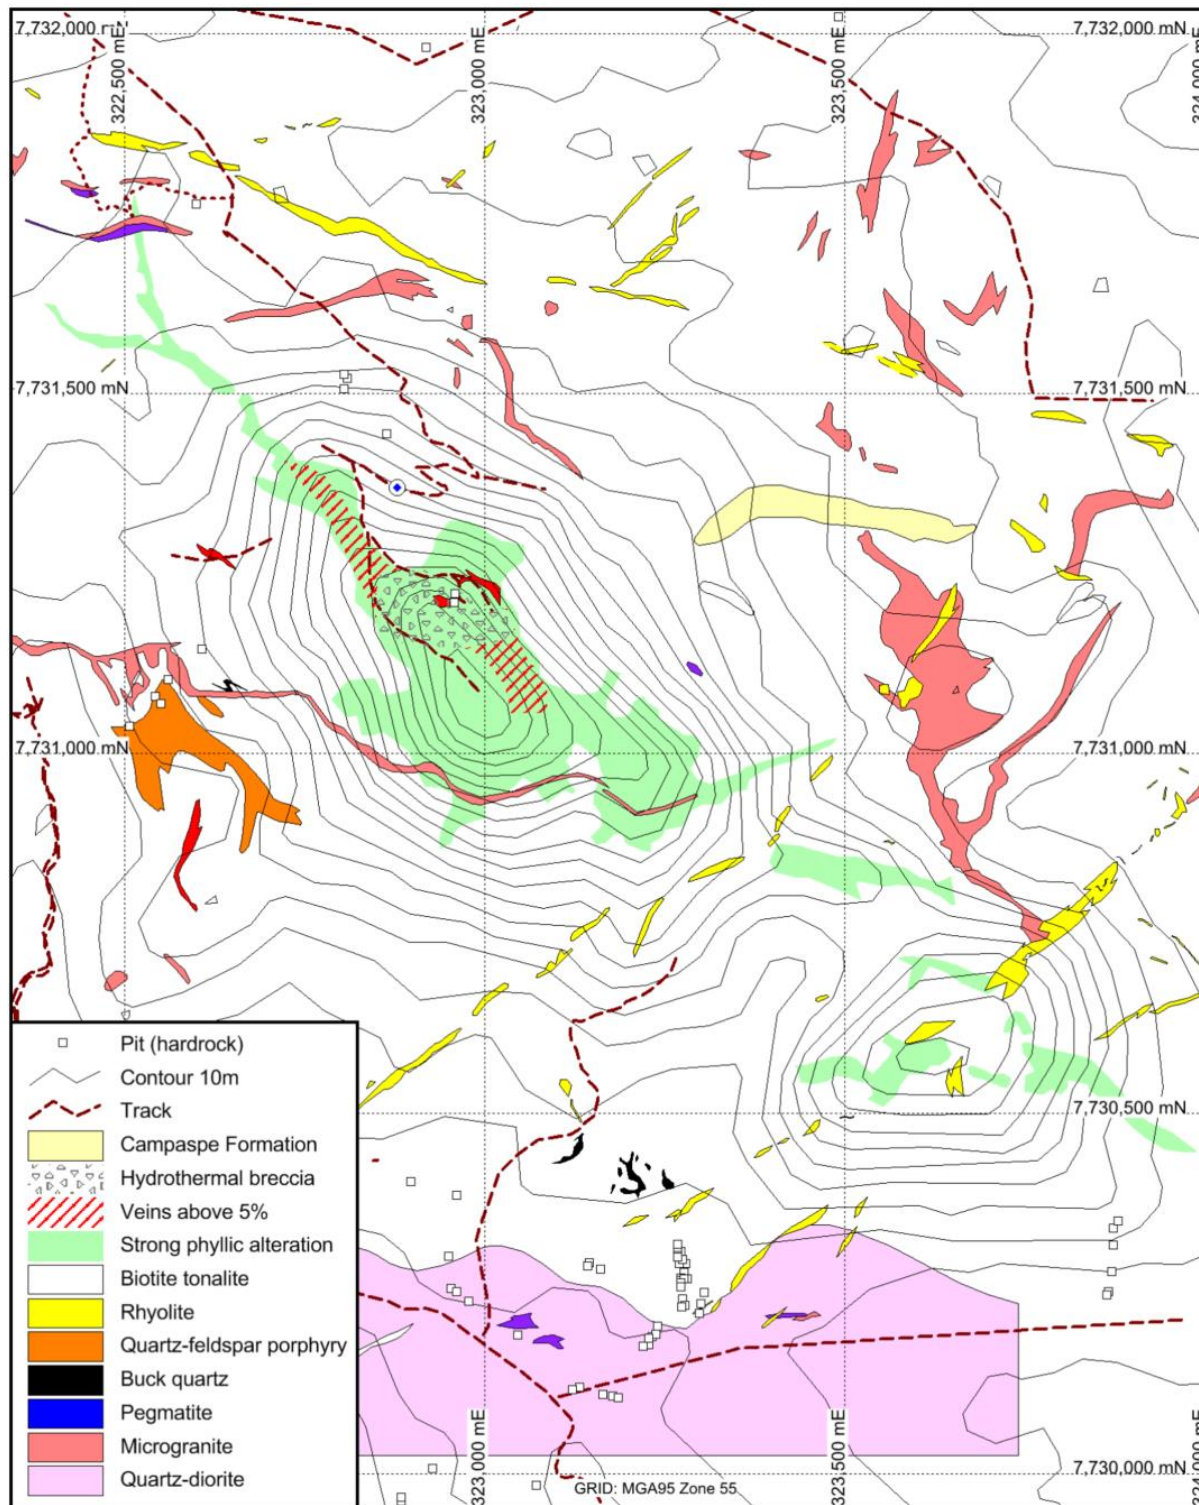 7,732,000 mN
7,732,000 mN
322,500 mE
323,000 mE
323,500 mE
324,000 mE
7,731,500 mN
7,731,500 mN
7,731,000 mN
7,731,000 mN
7,730,500 mN
Pit (hardrock)
Contour 10m
Track
Campaspe Formation
Hydrothermal breccia
Veins above 5%
Strong phyllic alteration
Biotite tonalite
Rhyolite
Quartz-feldspar porphyry
Buck quartz
Pegmatite
Microgranite
Quartz-diorite
323,000 mE
323,500 mE
324,000 mE
7,730,000 mN
GRID: MGA95 Zone 55